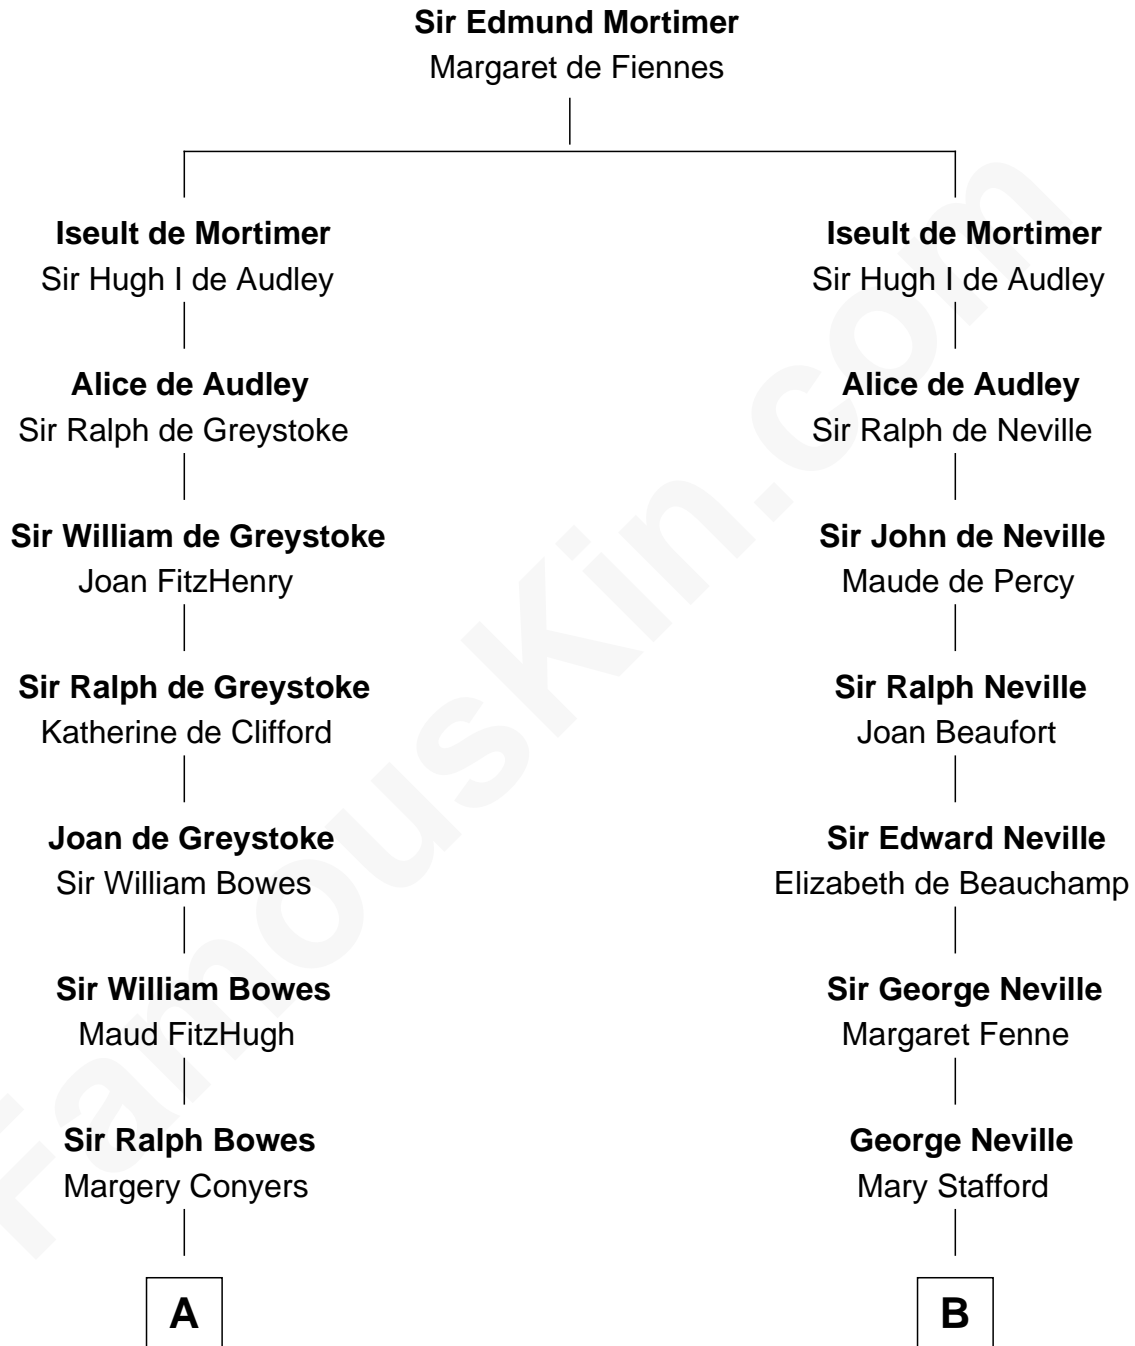 Sir Edmund Mortimer
Margaret de Fiennes
Iseult de Mortimer
Sir Hugh I de Audley
Iseult de Mortimer
Sir Hugh I de Audley
Alice de Audley
Sir Ralph de Greystoke
Alice de Audley
Sir Ralph de Neville
Sir William de Greystoke
Joan FitzHenry
Sir John de Neville
Maude de Percy
Sir Ralph de Greystoke
Katherine de Clifford
Sir Ralph Neville
Joan Beaufort
Joan de Greystoke
Sir William Bowes
Sir Edward Neville
Elizabeth de Beauchamp
Sir William Bowes
Maud FitzHugh
Sir George Neville
Margaret Fenne
Sir Ralph Bowes
Margery Conyers
George Neville
Mary Stafford
A
B
FamousKin.com